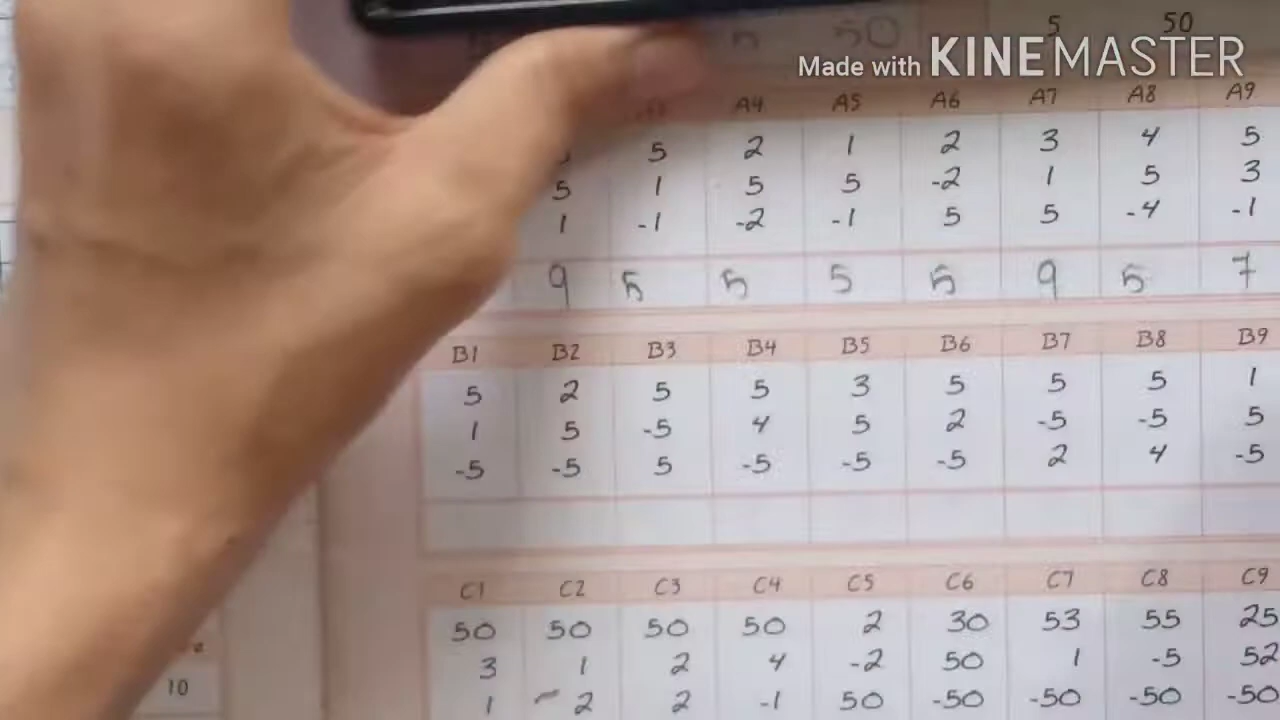 5 50 5 50
Made with KINEMASTER
A4 A5 A6 A7 A8 A9
5 2 1 2 3 4 5
5 1 5 5 -2 1 5 3
1 -1 -2 -1 5 5 -4 -1
9 5 5 5 5 9 5 7
B1 B2 B3 B4 B5 B6 B7 B8 B9
5 2 5 5 3 5 5 5 1
1 5 -5 4 5 2 -5 -5 5
-5 -5 5 -5 -5 -5 2 4 -5
C1 C2 C3 C4 C5 C6 C7 C8 C9
50 50 50 50 2 30 53 55 25
3 1 2 4 -2 50 1 -5 52
1 -2 2 -1 50 -50 -50 -50 -50
10